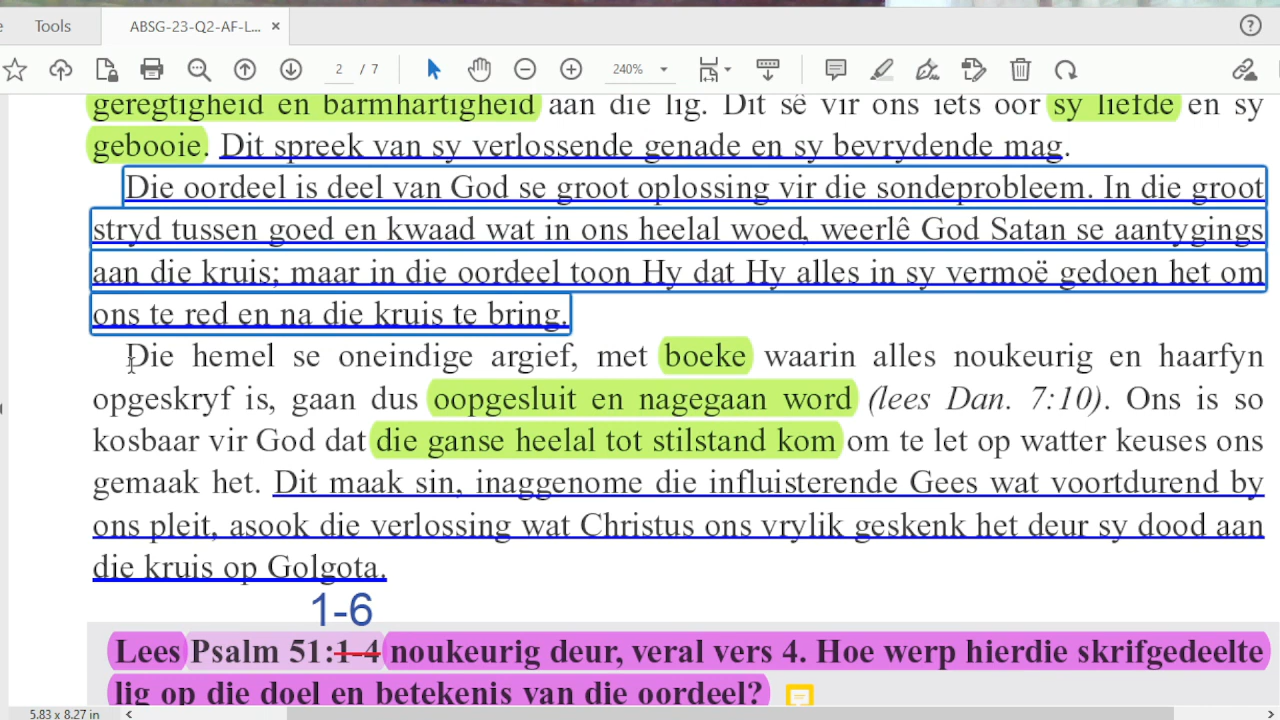 Tools ABSG-23-Q2-AF-L... ×
2 / 7 240%
geregtigheid en barmhartigheid aan die lig. Dit sê vir ons iets oor sy liefde en sy
gebooie. Dit spreek van sy verlossende genade en sy bevrydende mag.
Die oordeel is deel van God se groot oplossing vir die sondeprobleem. In die groot
stryd tussen goed en kwaad wat in ons heelal woed, weerlê God Satan se aantygings
aan die kruis; maar in die oordeel toon Hy dat Hy alles in sy vermoë gedoen het om
ons te red en na die kruis te bring.
Die hemel se oneindige argief, met boeke waarin alles noukeurig en haarfyn
opgeskryf is, gaan dus oopgesluit en nagegaan word (lees Dan. 7:10). Ons is so
kosbaar vir God dat die ganse heelal tot stilstand kom om te let op watter keuses ons
gemaak het. Dit maak sin, inaggenome die influisterende Gees wat voortdurend by
ons pleit, asook die verlossing wat Christus ons vrylik geskenk het deur sy dood aan
die kruis op Golgota.
1-6
Lees Psalm 51:1-4 noukeurig deur, veral vers 4. Hoe werp hierdie skrifgedeelte
lig op die doel en betekenis van die oordeel?
5.83 x 8.27 in